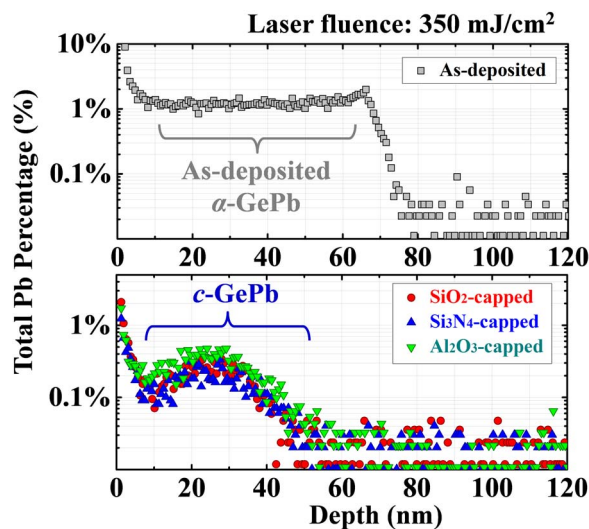 Laser fluence: 350 mJ/cm²
Total Pb Percentage (%)
10%
1%
0.1%
As-deposited
As-deposited
α-GePb
0 20 40 60 80 100 120
1%
0.1%
c-GePb
SiO₂-capped
Si₃N₄-capped
Al₂O₃-capped
0 20 40 60 80 100 120
Depth (nm)